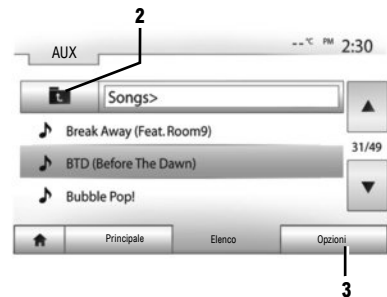 2
AUX
--°C PM 2:30
Songs>
Break Away (Feat. Room9)
31/49
BTD (Before The Dawn)
Bubble Pop!
Principale Elenco Opzioni
3